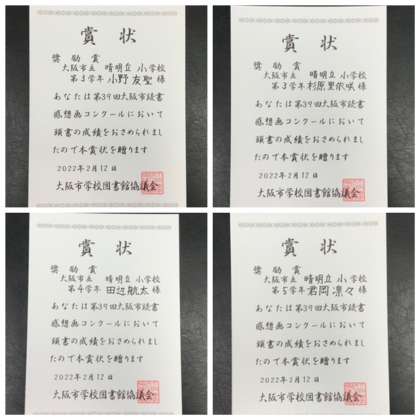 賞状
奨励賞
大阪市立 晴明丘小学校
第3学年 小野 友聖 様
あなたは第39回大阪市読書
感想画コンクールにおいて
頭書の成績をおさめられまし
たので本賞状を贈ります
2022年2月12日
大阪市学校図書館協議会
賞状
奨励賞
大阪市立 晴明丘小学校
第3学年 杉原 里依咲 様
あなたは第39回大阪市読書
感想画コンクールにおいて
頭書の成績をおさめられまし
たので本賞状を贈ります
2022年2月12日
大阪市学校図書館協議会
賞状
奨励賞
大阪市立 晴明丘小学校
第4学年 田辺 航太 様
あなたは第39回大阪市読書
感想画コンクールにおいて
頭書の成績をおさめられまし
たので本賞状を贈ります
2022年2月12日
大阪市学校図書館協議会
賞状
奨励賞
大阪市立 晴明丘小学校
第5学年 君岡 凛々 様
あなたは第39回大阪市読書
感想画コンクールにおいて
頭書の成績をおさめられまし
たので本賞状を贈ります
2022年2月12日
大阪市学校図書館協議会